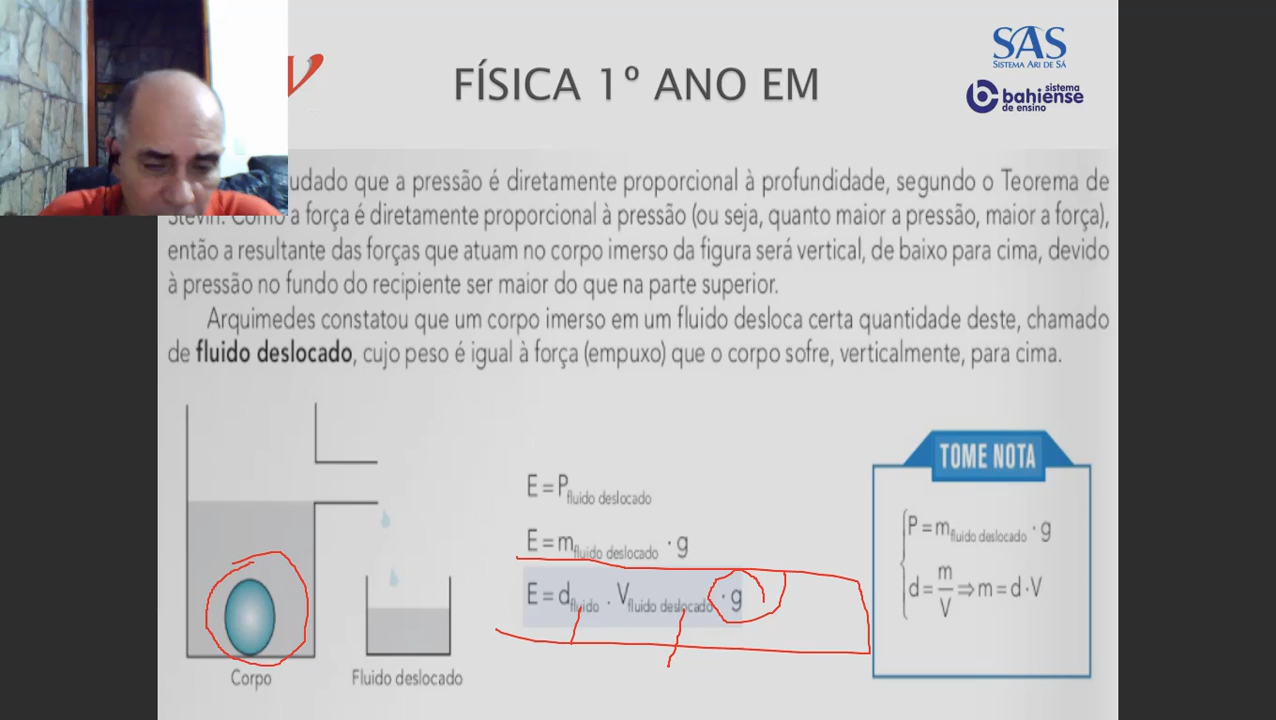 SAS
SISTEMA ARI DE SÁ
FÍSICA 1º ANO EM
sistema
bahiense
de ensino
udado que a pressão é diretamente proporcional à profundidade, segundo o Teorema de
Stevin. Como a força é diretamente proporcional à pressão (ou seja, quanto maior a pressão, maior a força),
então a resultante das forças que atuam no corpo imerso da figura será vertical, de baixo para cima, devido
à pressão no fundo do recipiente ser maior do que na parte superior.
Arquimedes constatou que um corpo imerso em um fluido desloca certa quantidade deste, chamado
de fluido deslocado, cujo peso é igual à força (empuxo) que o corpo sofre, verticalmente, para cima.
E = P fluido deslocado
E = m fluido deslocado · g
E = d fluido . V fluido deslocado · g
TOME NOTA
P = m fluido deslocado · g
d = m/V ⇒ m = d · V
Corpo
Fluido deslocado